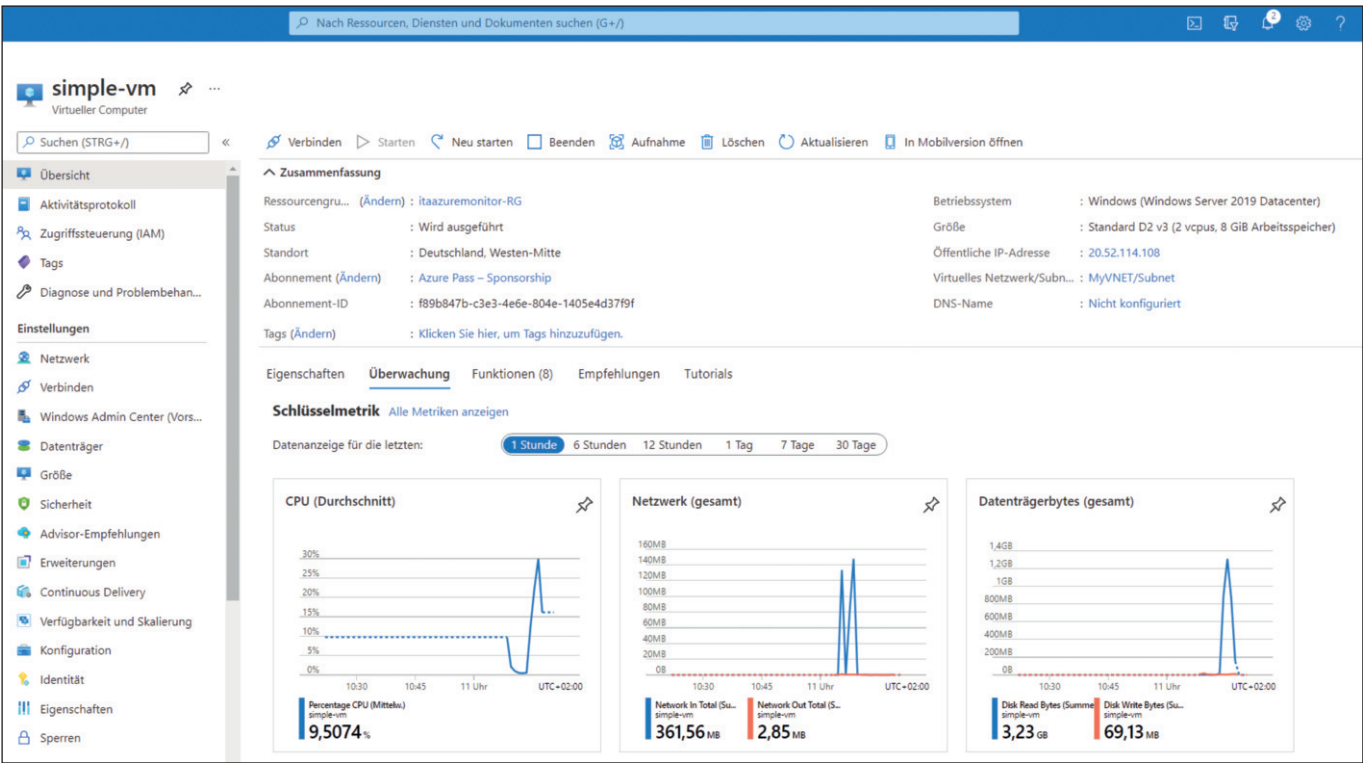 Nach Ressourcen, Diensten und Dokumenten suchen (G+/)
2
simple-vm ...
Virtueller Computer
Suchen (STRG+/) «
Übersicht
Aktivitätsprotokoll
Zugriffssteuerung (IAM)
Tags
Diagnose und Problembehan...
Einstellungen
Netzwerk
Verbinden
Windows Admin Center (Vors...
Datenträger
Größe
Sicherheit
Advisor-Empfehlungen
Erweiterungen
Continuous Delivery
Verfügbarkeit und Skalierung
Konfiguration
Identität
Eigenschaften
Sperren
Verbinden Starten Neu starten Beenden Aufnahme Löschen Aktualisieren In Mobilversion öffnen
Zusammenfassung
Ressourcengru... (Ändern) : itaazuremonitor-RG
Status : Wird ausgeführt
Standort : Deutschland, Westen-Mitte
Abonnement (Ändern) : Azure Pass – Sponsorship
Abonnement-ID : f89b847b-c3e3-4e6e-804e-1405e4d37f9f
Tags (Ändern) : Klicken Sie hier, um Tags hinzuzufügen.
Betriebssystem : Windows (Windows Server 2019 Datacenter)
Größe : Standard D2 v3 (2 vcpus, 8 GiB Arbeitsspeicher)
Öffentliche IP-Adresse : 20.52.114.108
Virtuelles Netzwerk/Subn... : MyVNET/Subnet
DNS-Name : Nicht konfiguriert
Eigenschaften Überwachung Funktionen (8) Empfehlungen Tutorials
Schlüsselmetrik Alle Metriken anzeigen
Datenanzeige für die letzten: 1 Stunde 6 Stunden 12 Stunden 1 Tag 7 Tage 30 Tage
CPU (Durchschnitt)
30%
25%
20%
15%
10%
5%
0%
10:30 10:45 11 Uhr UTC+02:00
Percentage CPU (Mittelw.)
simple-vm
9,5074 %
Netzwerk (gesamt)
160MB
140MB
120MB
100MB
80MB
60MB
40MB
20MB
0B
10:30 10:45 11 Uhr UTC+02:00
Network In Total (Su... Network Out Total (S...
simple-vm simple-vm
361,56 MB 2,85 MB
Datenträgerbytes (gesamt)
1,4GB
1,2GB
1GB
800MB
600MB
400MB
200MB
0B
10:30 10:45 11 Uhr UTC+02:00
Disk Read Bytes (Summe Disk Write Bytes (Su...
simple-vm simple-vm
3,23 GB 69,13 MB